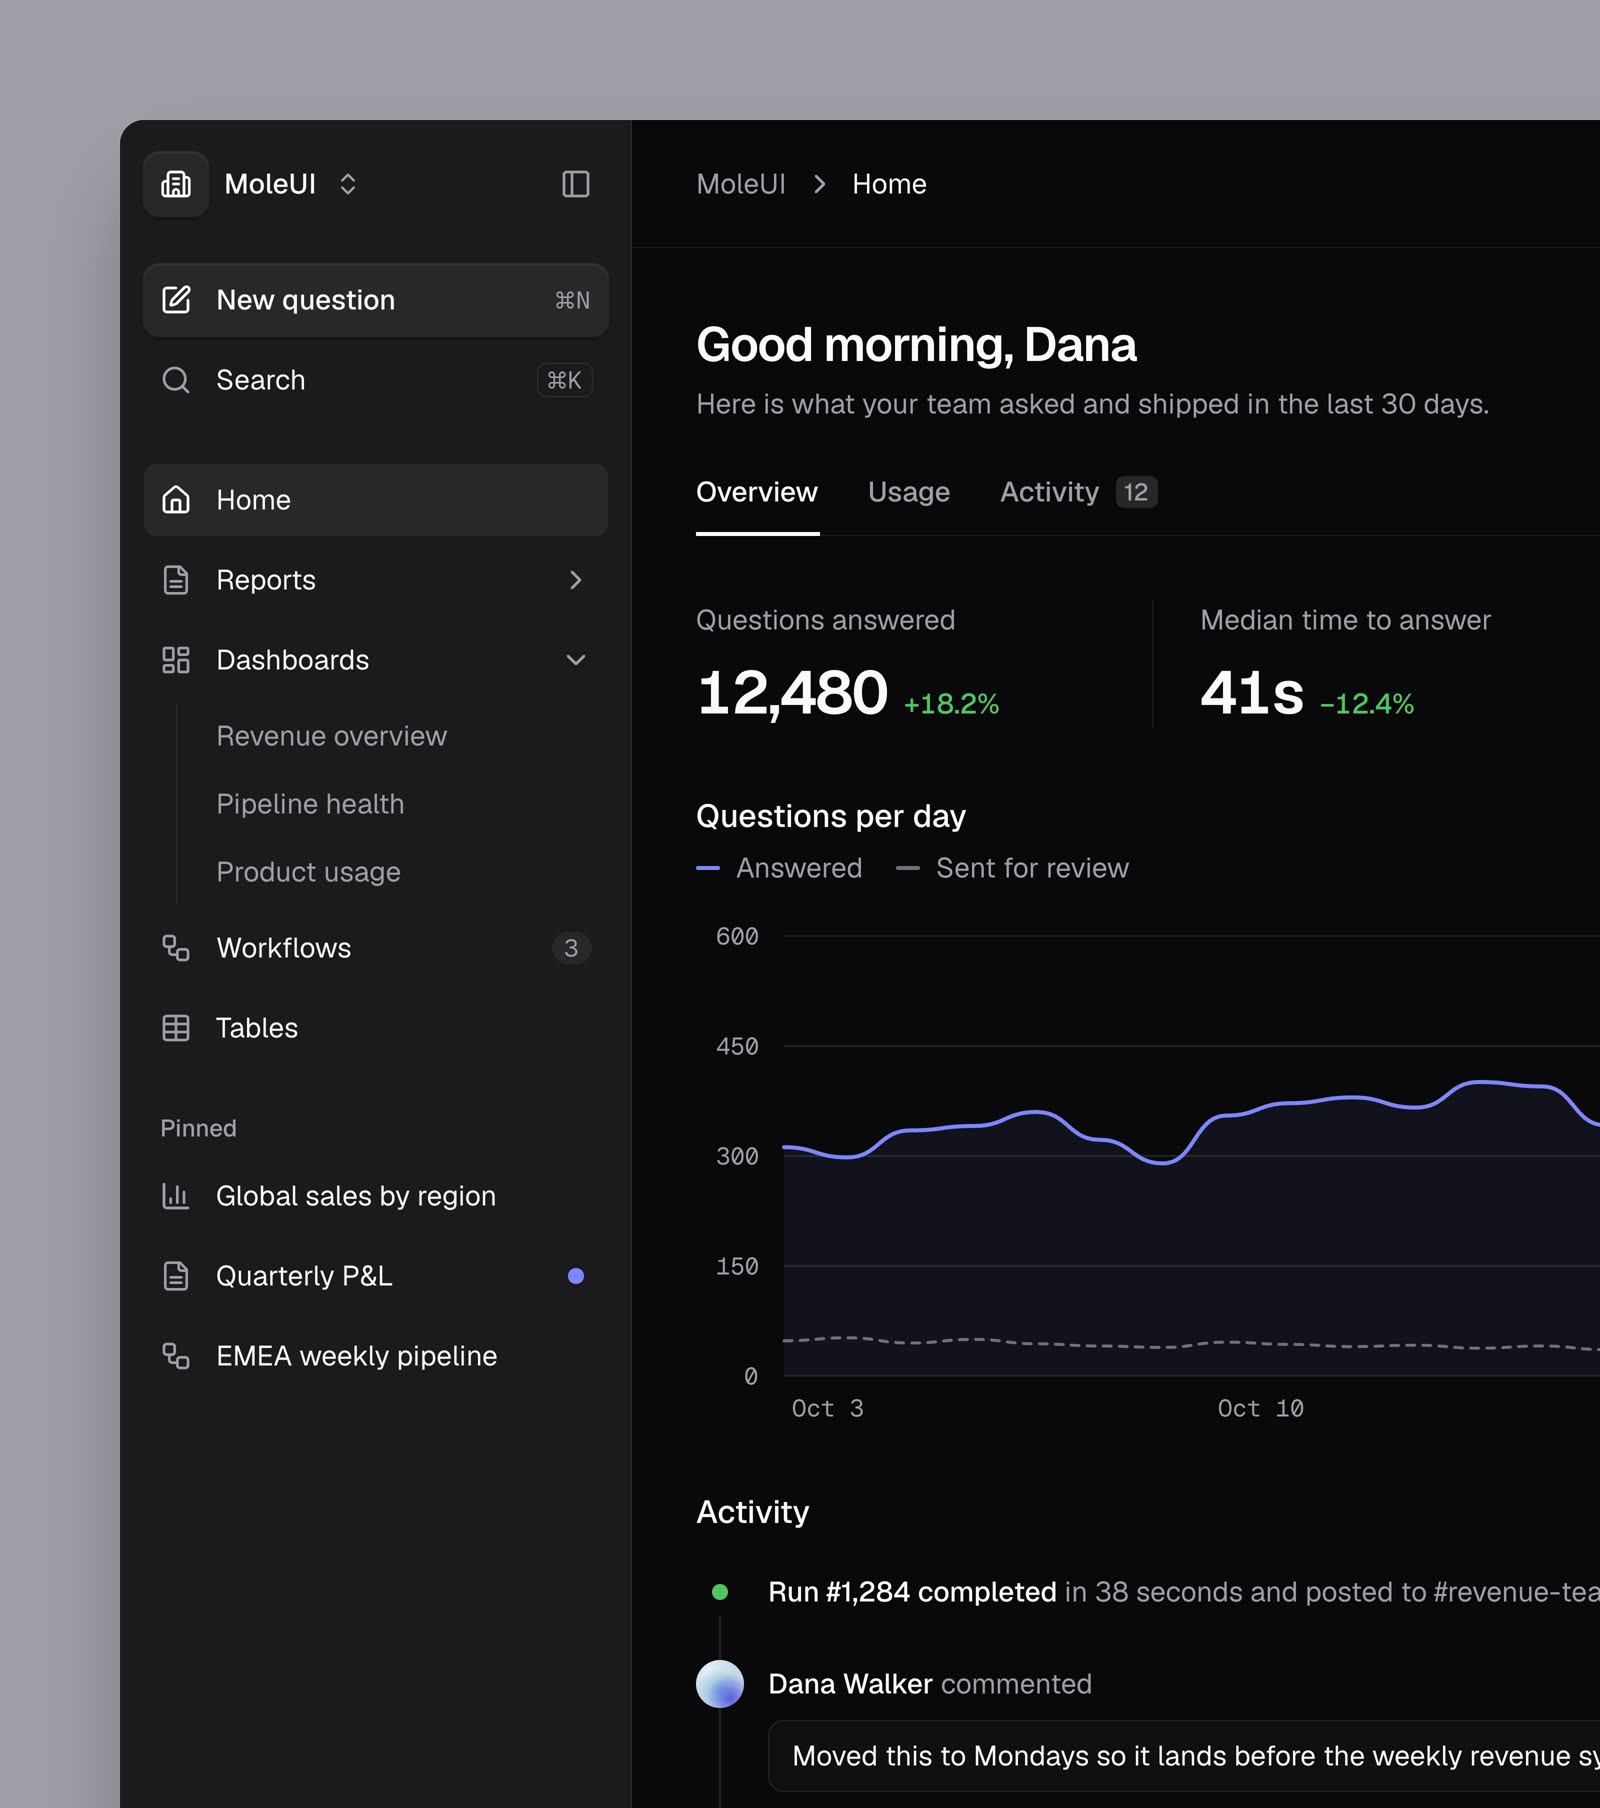 MoleUI
New question ⌘N
Search ⌘K
Home
Reports
Dashboards
Revenue overview
Pipeline health
Product usage
Workflows 3
Tables
Pinned
Global sales by region
Quarterly P&L
EMEA weekly pipeline
MoleUI > Home
Good morning, Dana
Here is what your team asked and shipped in the last 30 days.
Overview Usage Activity 12
Questions answered
12,480 +18.2%
Median time to answer
41s −12.4%
Questions per day
Answered Sent for review
600
450
300
150
0
Oct 3 Oct 10
Activity
Run #1,284 completed in 38 seconds and posted to #revenue-tea
Dana Walker commented
Moved this to Mondays so it lands before the weekly revenue sy